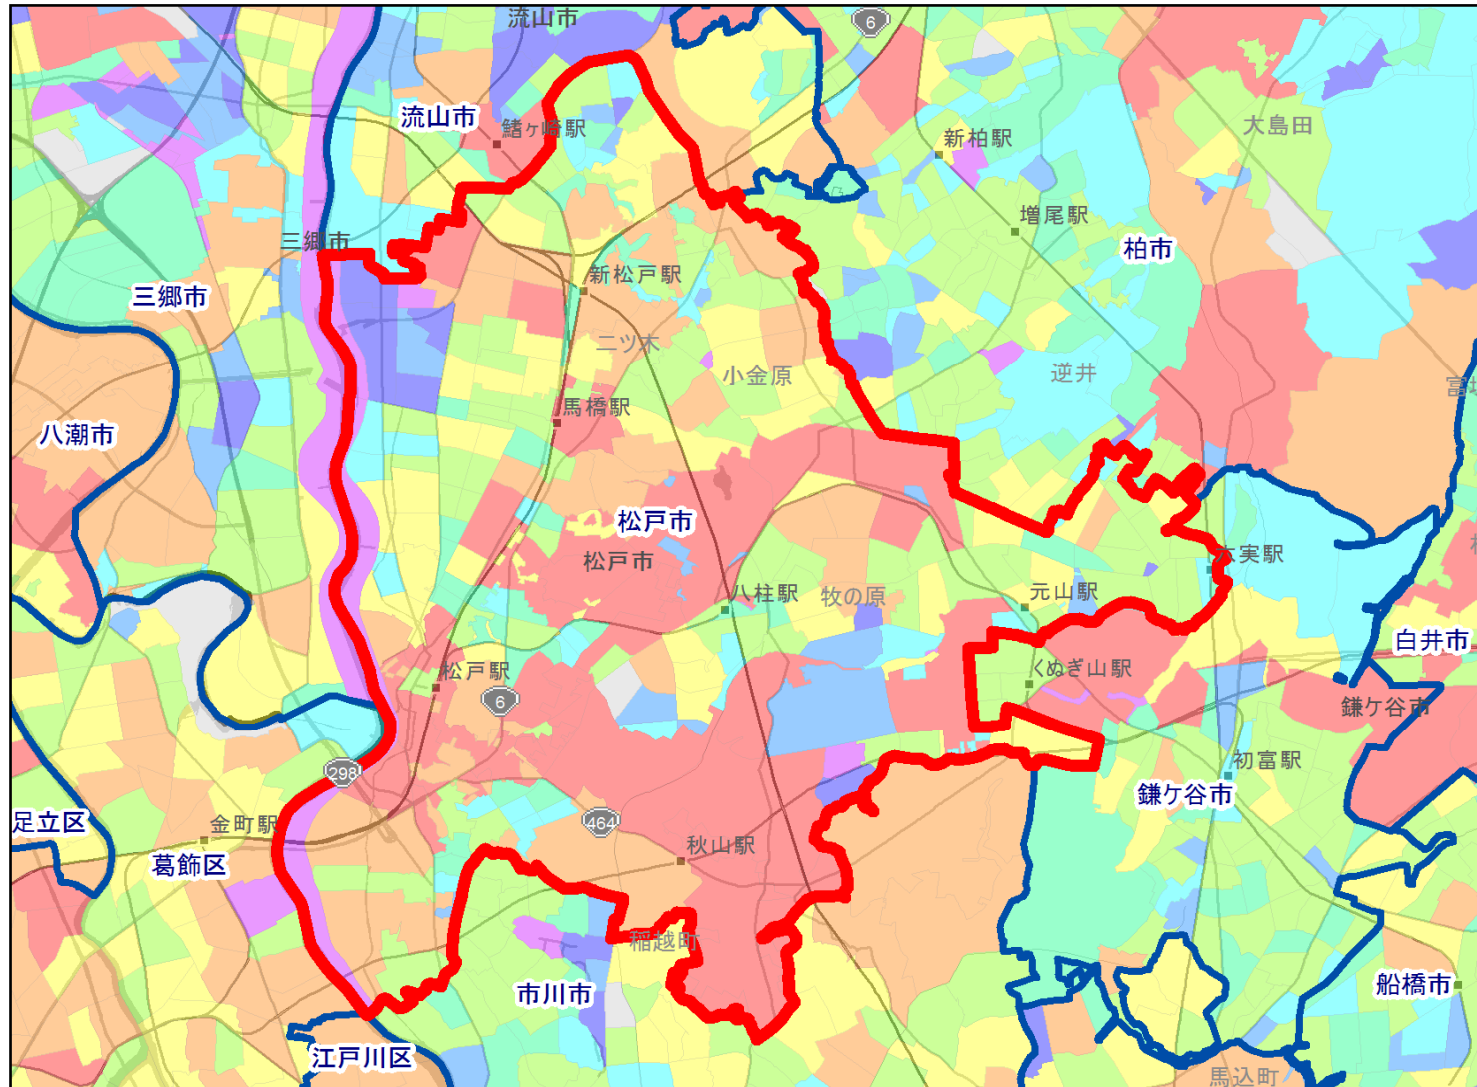 流山市
6
流山市
鰭ヶ崎駅
新柏駅
大島田
増尾駅
三郷市
柏市
新松戸駅
三郷市
二ツ木
小金原
逆井
馬橋駅
八潮市
松戸市
松戸市
六実駅
八柱駅
牧の原
元山駅
白井市
松戸駅
くぬぎ山駅
6
鎌ケ谷市
298
初富駅
鎌ケ谷市
足立区
金町駅
464
葛飾区
秋山駅
稲越町
市川市
船橋市
江戸川区
馬込町